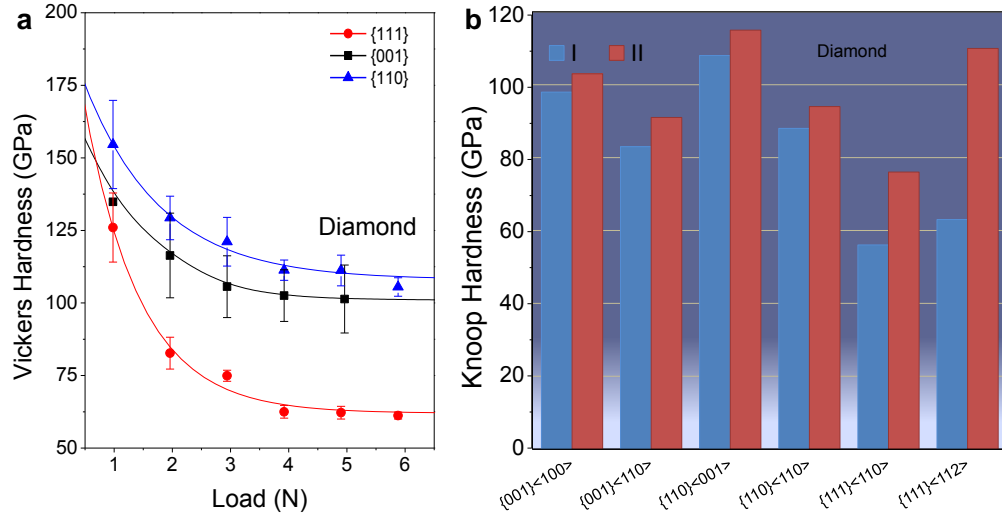 a
200
175
150
125
100
75
50
Vickers Hardness (GPa)
{111}
{001}
{110}
Diamond
1 2 3 4 5 6
Load (N)
b
120
100
80
60
40
20
0
Knoop Hardness (GPa)
I II Diamond
{001}<100>
{001}<110>
{110}<001>
{110}<110>
{111}<110>
{111}<112>